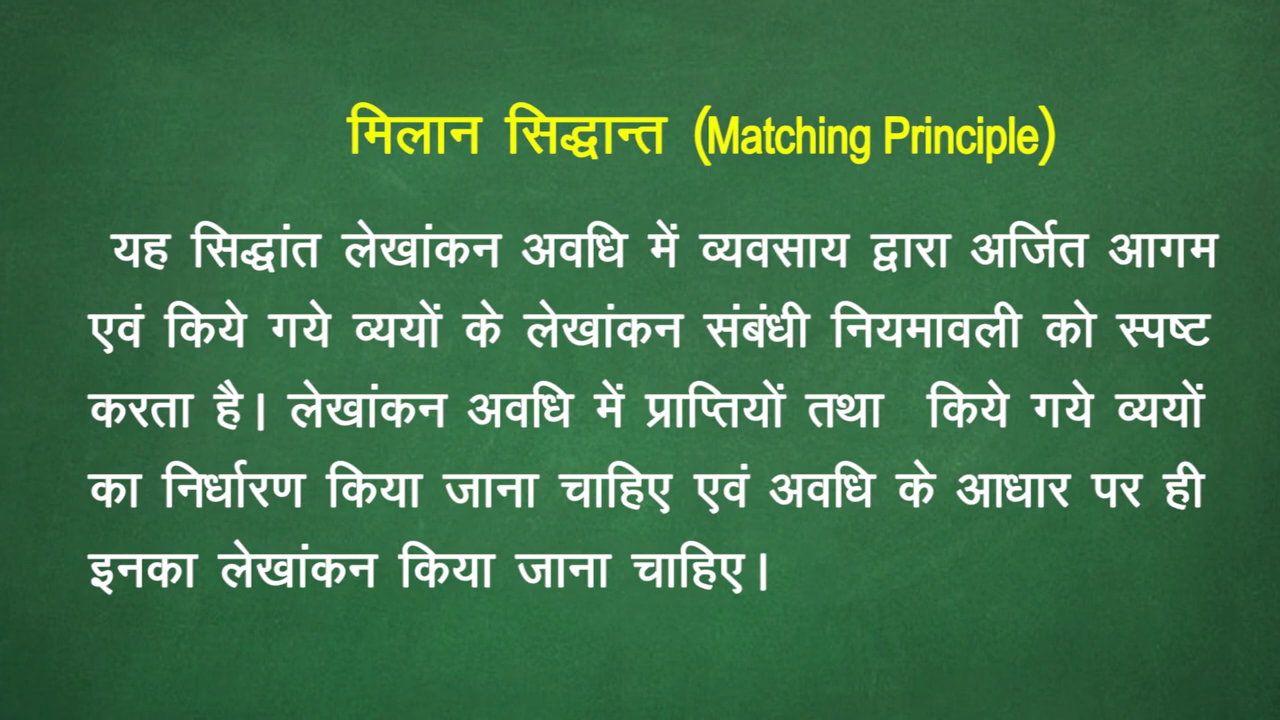 मिलान सिद्धान्त (Matching Principle)
यह सिद्धांत लेखांकन अवधि में व्यवसाय द्वारा अर्जित आगम
एवं किये गये व्ययों के लेखांकन संबंधी नियमावली को स्पष्ट
करता है। लेखांकन अवधि में प्राप्तियों तथा किये गये व्ययों
का निर्धारण किया जाना चाहिए एवं अवधि के आधार पर ही
इनका लेखांकन किया जाना चाहिए।